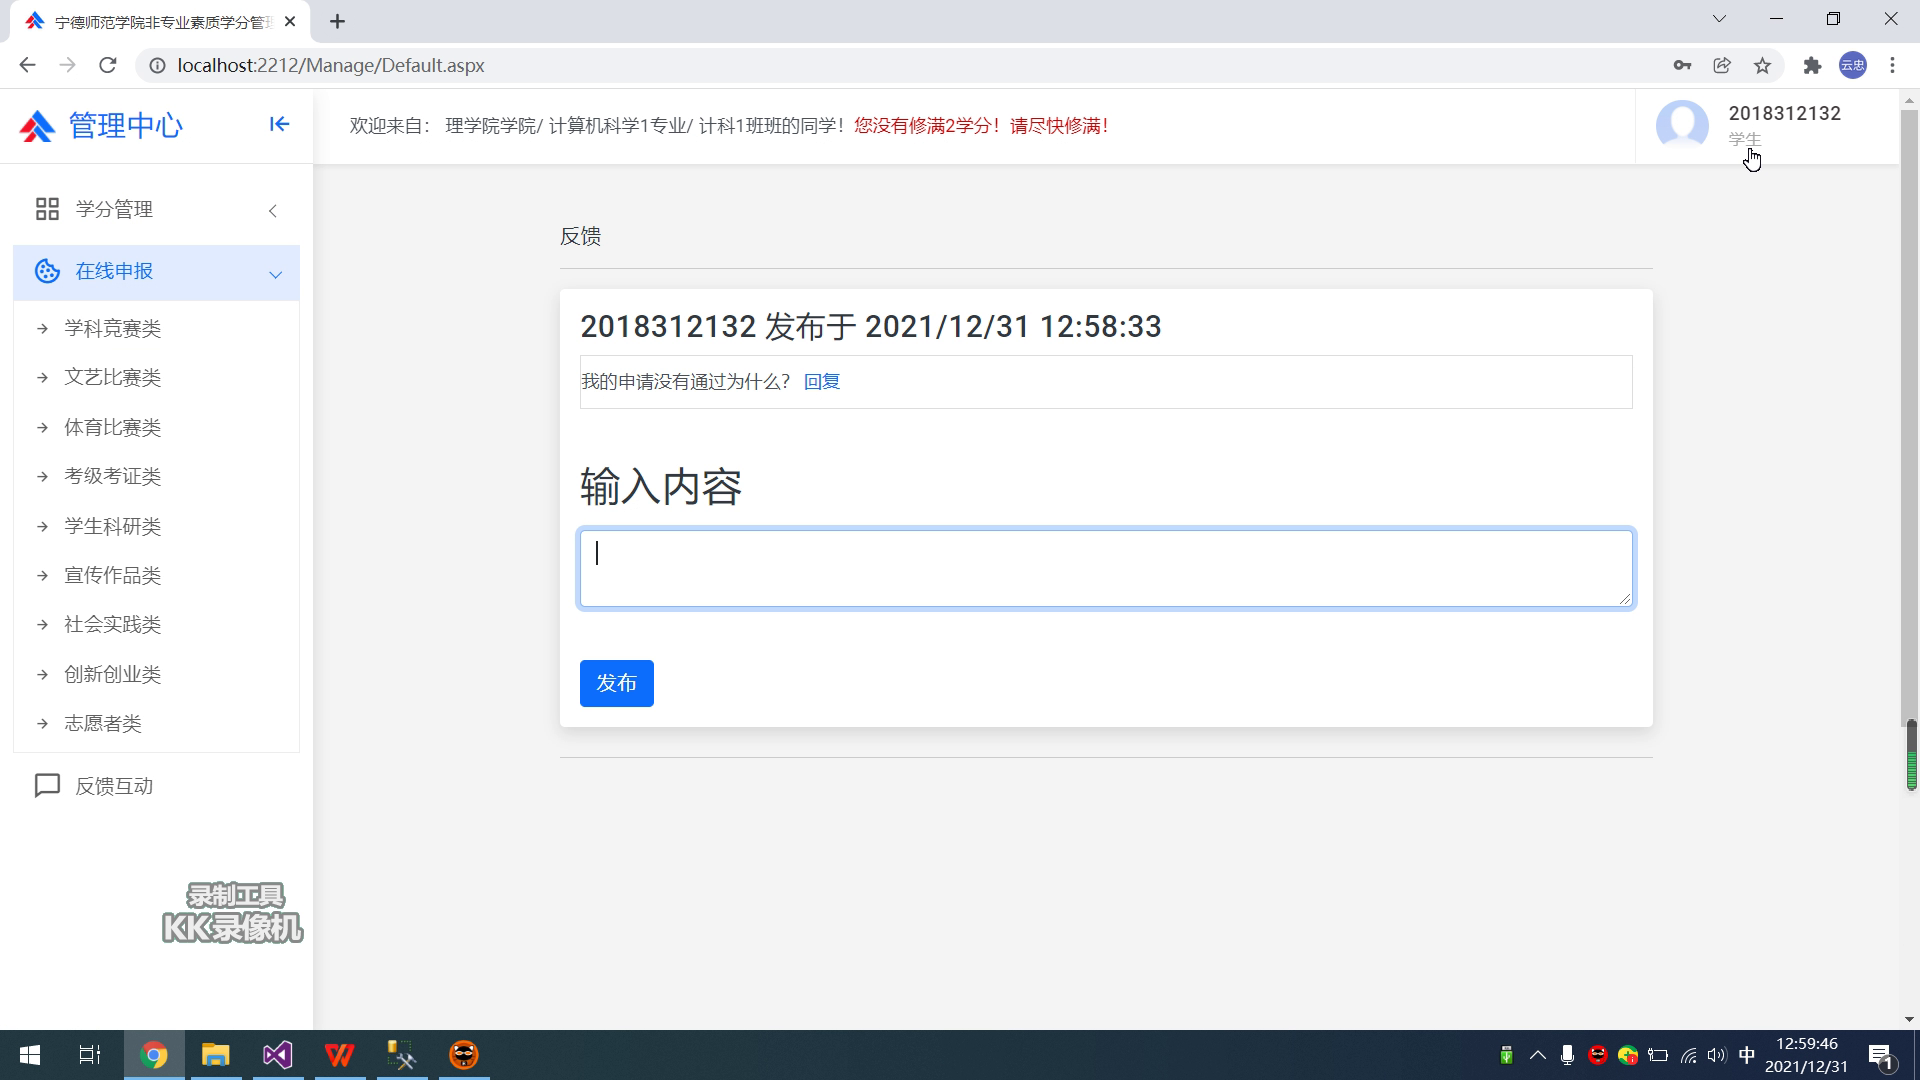 宁德师范学院非专业素质学分管理
localhost:2212/Manage/Default.aspx
云忠
管理中心
欢迎来自： 理学院学院/ 计算机科学1专业/ 计科1班班的同学！您没有修满2学分！请尽快修满！
2018312132
学生
学分管理
在线申报
学科竞赛类
文艺比赛类
体育比赛类
考级考证类
学生科研类
宣传作品类
社会实践类
创新创业类
志愿者类
反馈互动
反馈
2018312132 发布于 2021/12/31 12:58:33
我的申请没有通过为什么？ 回复
输入内容
发布
录制工具
KK录像机
中
12:59:46
2021/12/31
1